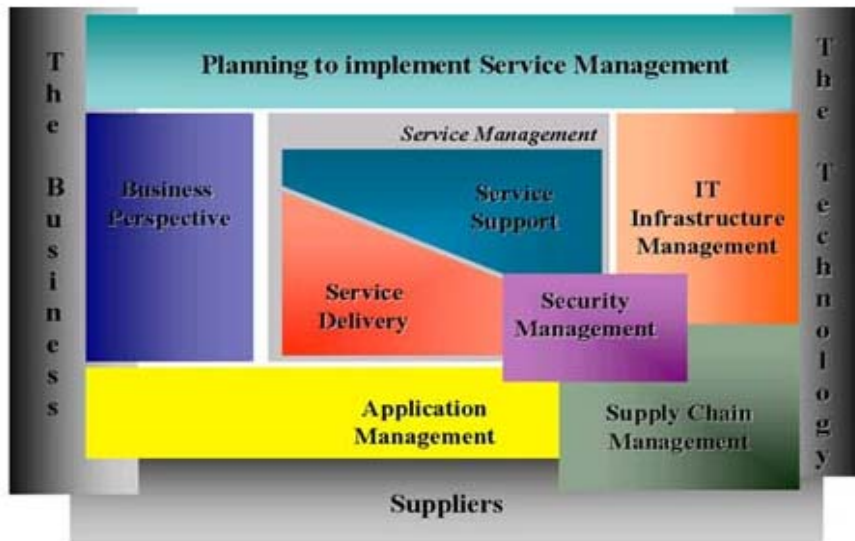 The Business
Planning to implement Service Management
The Technology
Service Management
Business
Perspective
Service
Support
IT
Infrastructure
Management
Service
Delivery
Security
Management
Application
Management
Supply Chain
Management
Suppliers